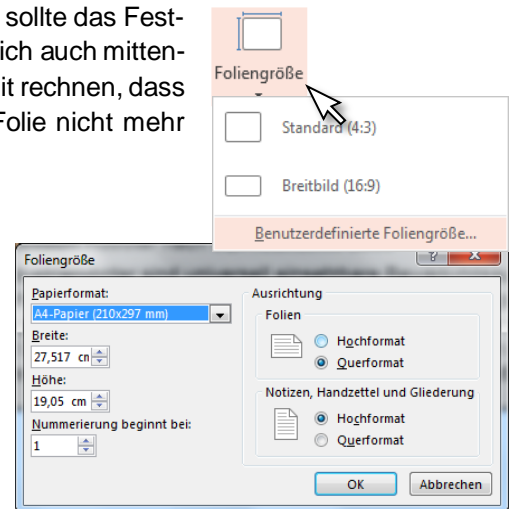 sollte das Fest-
ich auch mitten-
it rechnen, dass
Folie nicht mehr
Foliengröße
Standard (4:3)
Breitbild (16:9)
Benutzerdefinierte Foliengröße...
Foliengröße
Papierformat:
A4-Papier (210x297 mm)
Breite:
27,517 cm
Höhe:
19,05 cm
Nummerierung beginnt bei:
1
Ausrichtung
Folien
Hochformat
Querformat
Notizen, Handzettel und Gliederung
Hochformat
Querformat
OK
Abbrechen